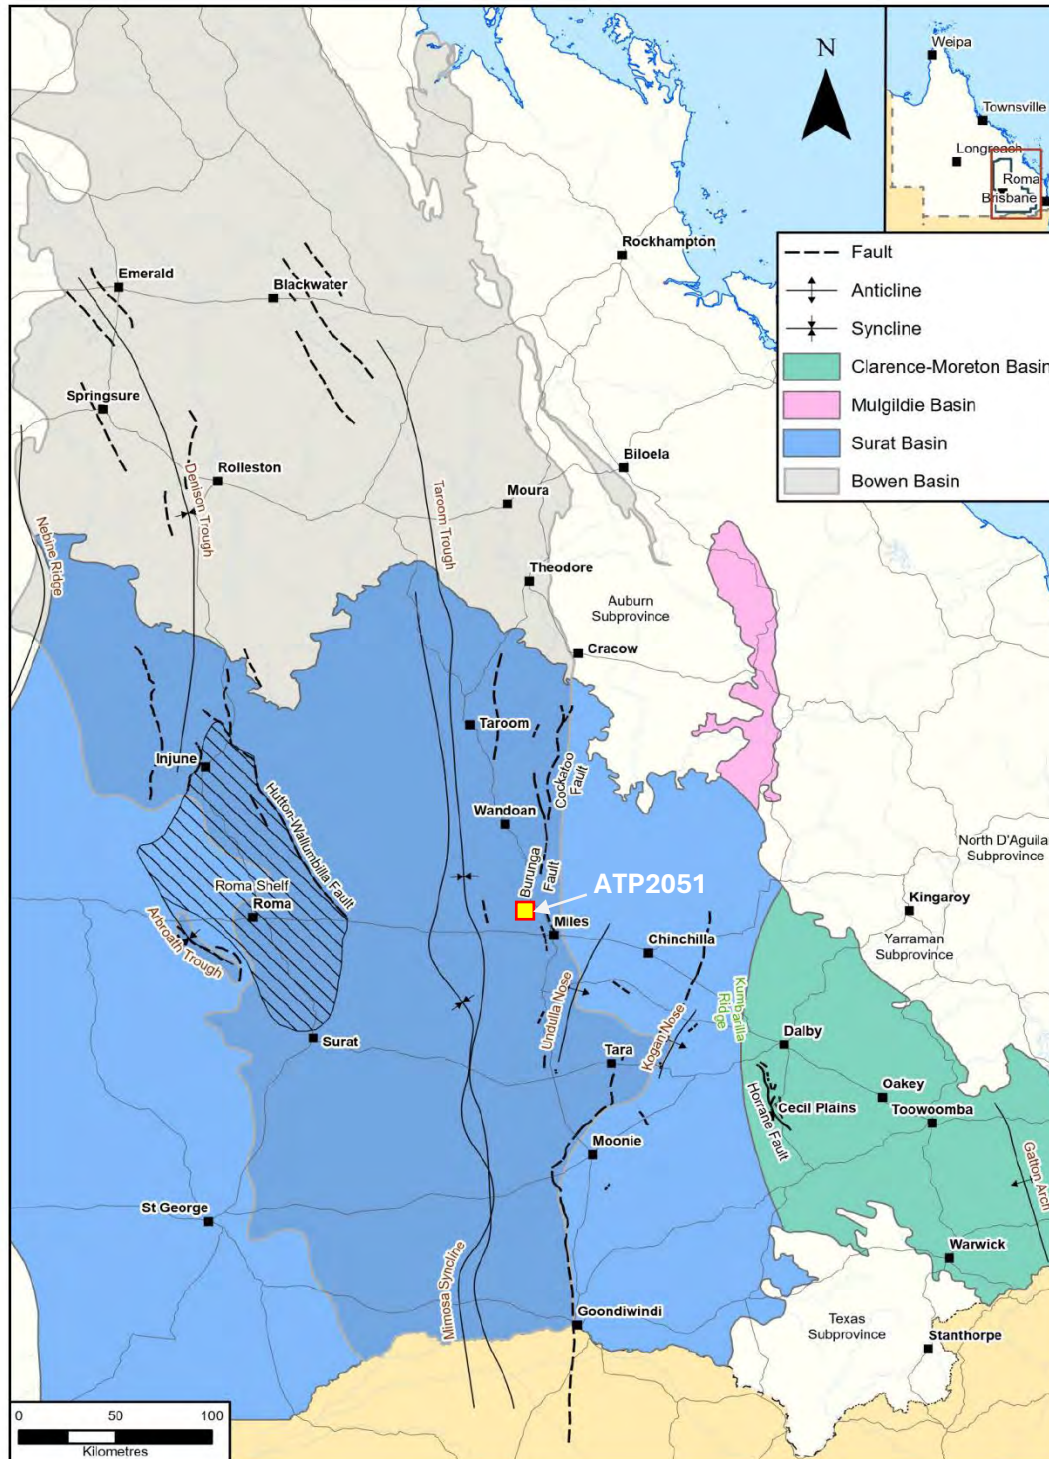 N
Weipa
Townsville
Longreach
Roma
Brisbane
Fault
Anticline
Syncline
Clarence-Moreton Basin
Mulgildie Basin
Surat Basin
Bowen Basin
Rockhampton
Emerald
Blackwater
Springsure
Rolleston
Denison Trough
Taroom Trough
Moura
Biloela
Nebine Ridge
Theodore
Auburn
Subprovince
Cracow
Taroom
Injune
Cockatoo
Fault
Hutton-Wallumbilla Fault
Wandoan
Burunga
Fault
North D'Aguilar
Subprovince
ATP2051
Roma Shelf
Roma
Kingaroy
Miles
Yarraman
Subprovince
Arbroath Trough
Chinchilla
Undulla Nose
Kogan Nose
Kumbarilla
Ridge
Surat
Dalby
Tara
Oakey
Cecil Plains
Toowoomba
Horrane Fault
Moonie
Gatton Arch
St George
Warwick
Mimosa Syncline
Goondiwindi
Texas
Subprovince
Stanthorpe
0 50 100
Kilometres